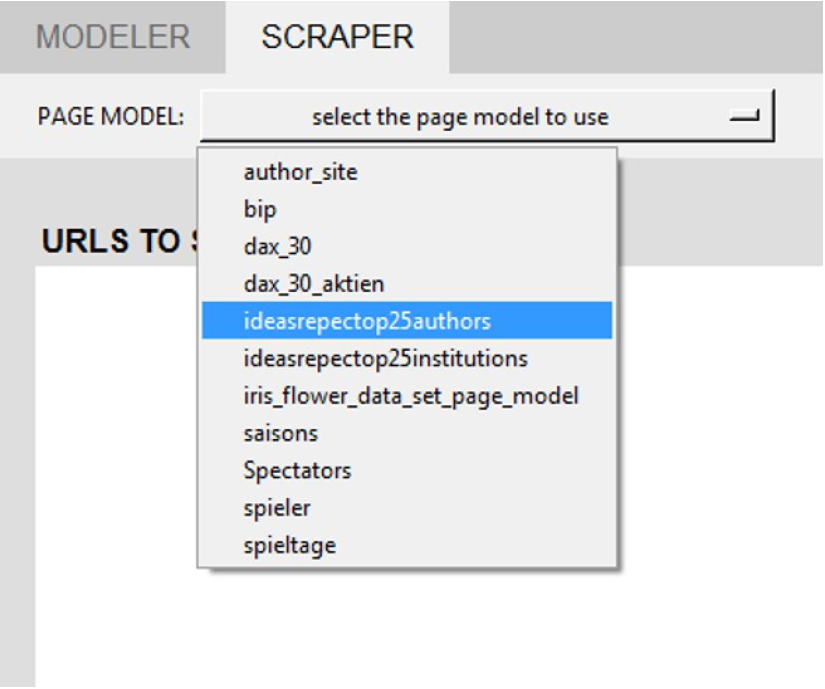 MODELER SCRAPER
PAGE MODEL: select the page model to use
author_site
bip
URLS TO
dax_30
dax_30_aktien
ideasrepectop25authors
ideasrepectop25institutions
iris_flower_data_set_page_model
saisons
Spectators
spieler
spieltage